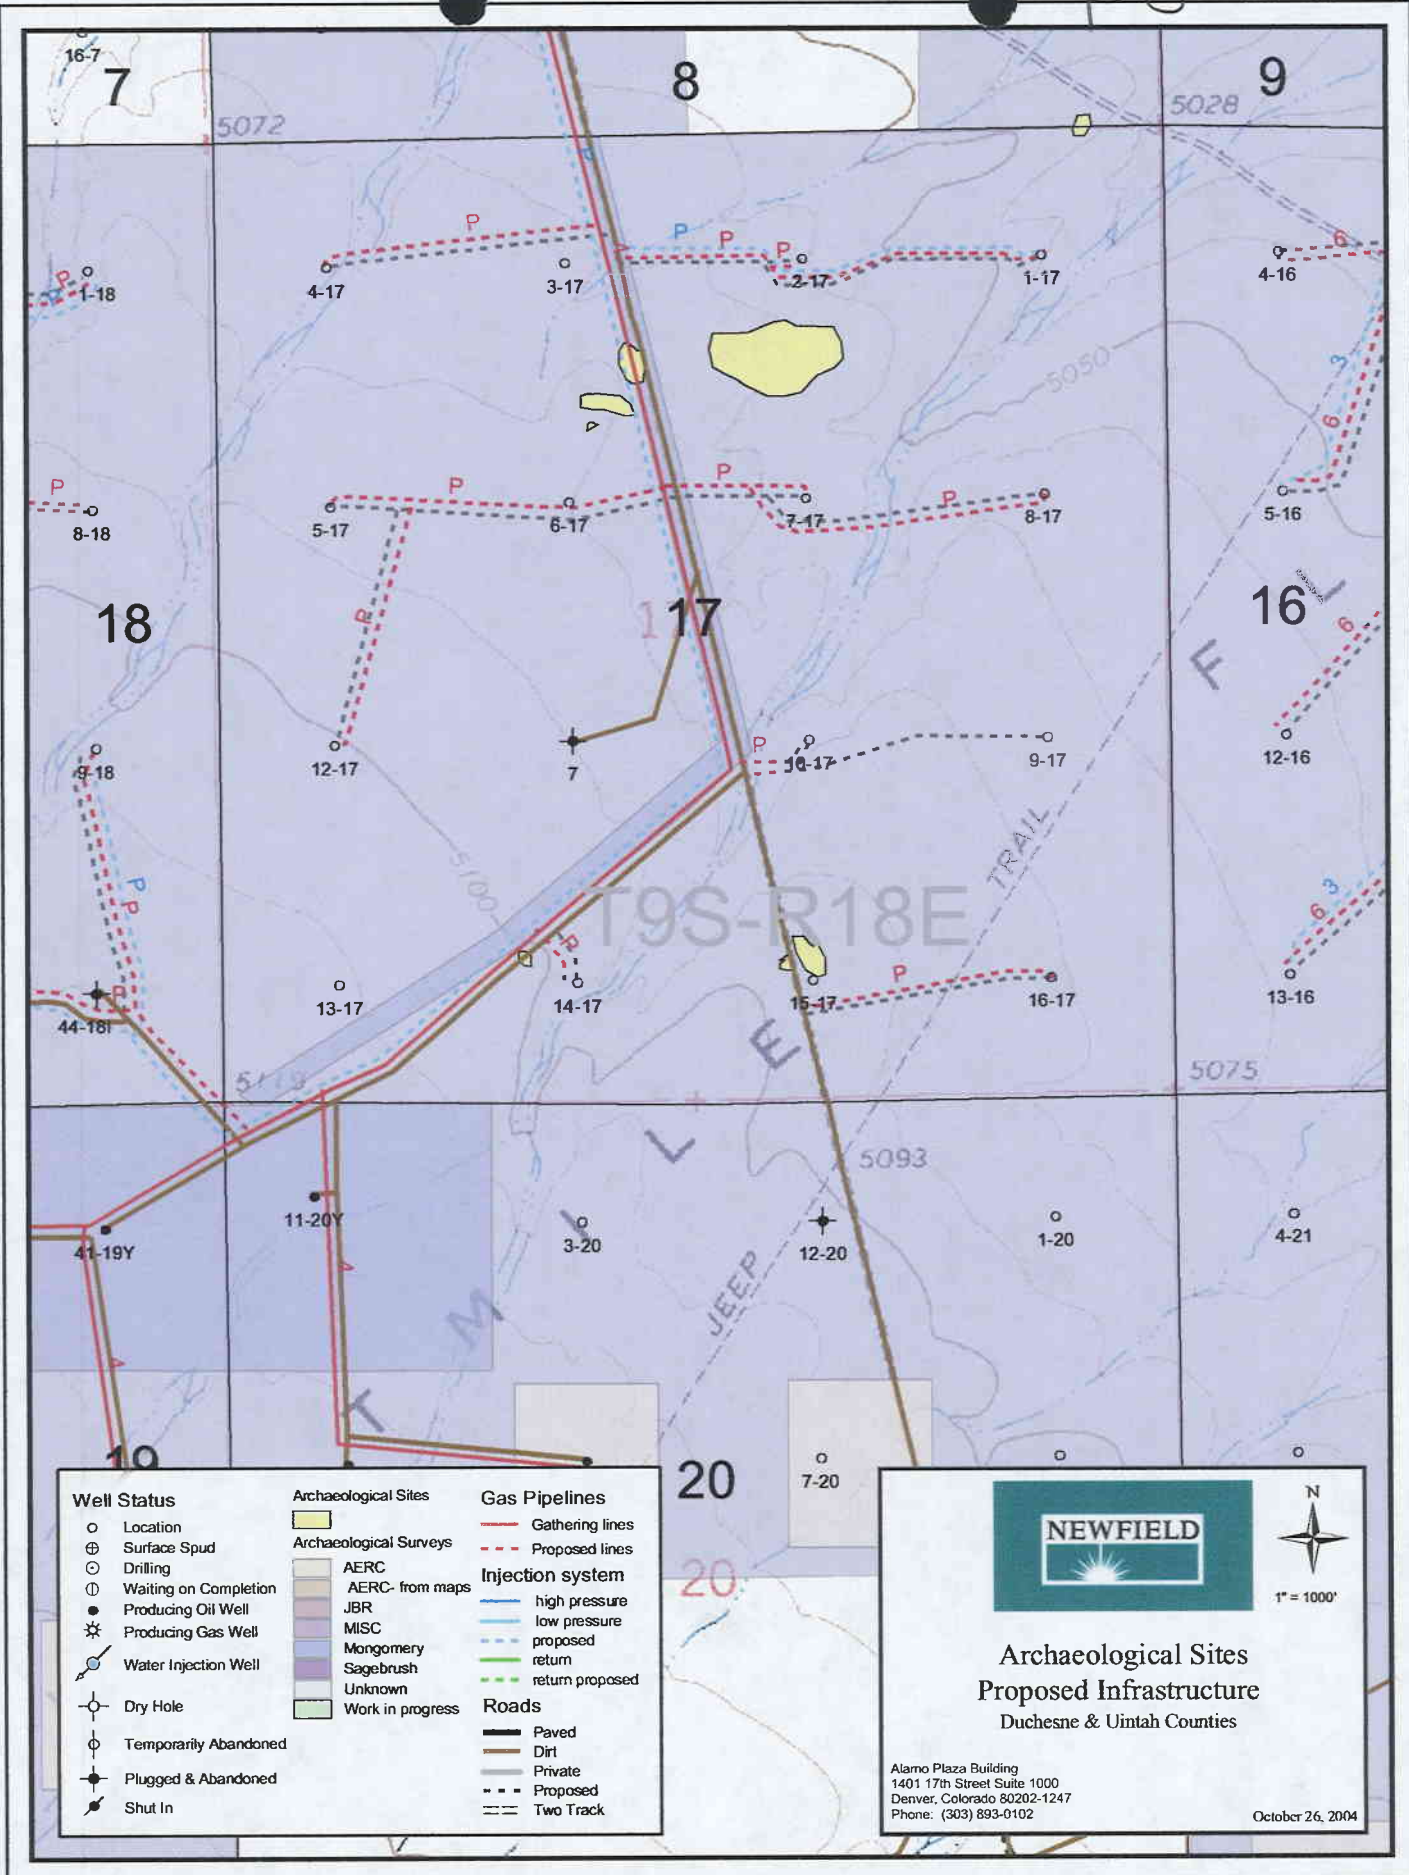 16-7
7
8
9
5072
5028
P
P
P
P
6
P
1-18
4-17
3-17
2-17
1-17
4-16
5050
3
6
P
P
P
P
8-18
5-17
6-17
7-17
8-17
5-16
18
P
1 17
16
L
6
F
9-18
12-17
7
P
10-17
9-17
12-16
TRAIL
5100
P
P
T9S-R18E
3
6
P
P
P
44-18I
13-17
14-17
15-17
16-17
13-16
E
5119
5075
L
5093
11-20Y
41-19Y
I
3-20
12-20
1-20
4-21
JEEP
M
T
19
20
7-20
20
Well Status
Location
Surface Spud
Drilling
Waiting on Completion
Producing Oil Well
Producing Gas Well
Water Injection Well
Dry Hole
Temporarily Abandoned
Plugged & Abandoned
Shut In
Archaeological Sites
Archaeological Surveys
AERC
AERC- from maps
JBR
MISC
Mongomery
Sagebrush
Unknown
Work in progress
Gas Pipelines
Gathering lines
Proposed lines
Injection system
high pressure
low pressure
proposed
return
return proposed
Roads
Paved
Dirt
Private
Proposed
Two Track
NEWFIELD
N
1" = 1000'
Archaeological Sites
Proposed Infrastructure
Duchesne & Uintah Counties
Alamo Plaza Building
1401 17th Street Suite 1000
Denver, Colorado 80202-1247
Phone: (303) 893-0102
October 26, 2004